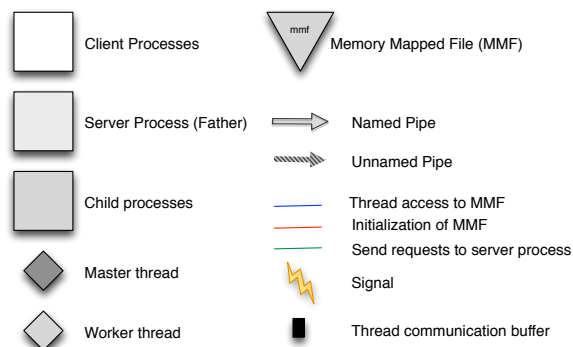 mmf
Client Processes
Memory Mapped File (MMF)
Server Process (Father)
Named Pipe
Unnamed Pipe
Child processes
Thread access to MMF
Initialization of MMF
Send requests to server process
Master thread
Signal
Worker thread
Thread communication buffer